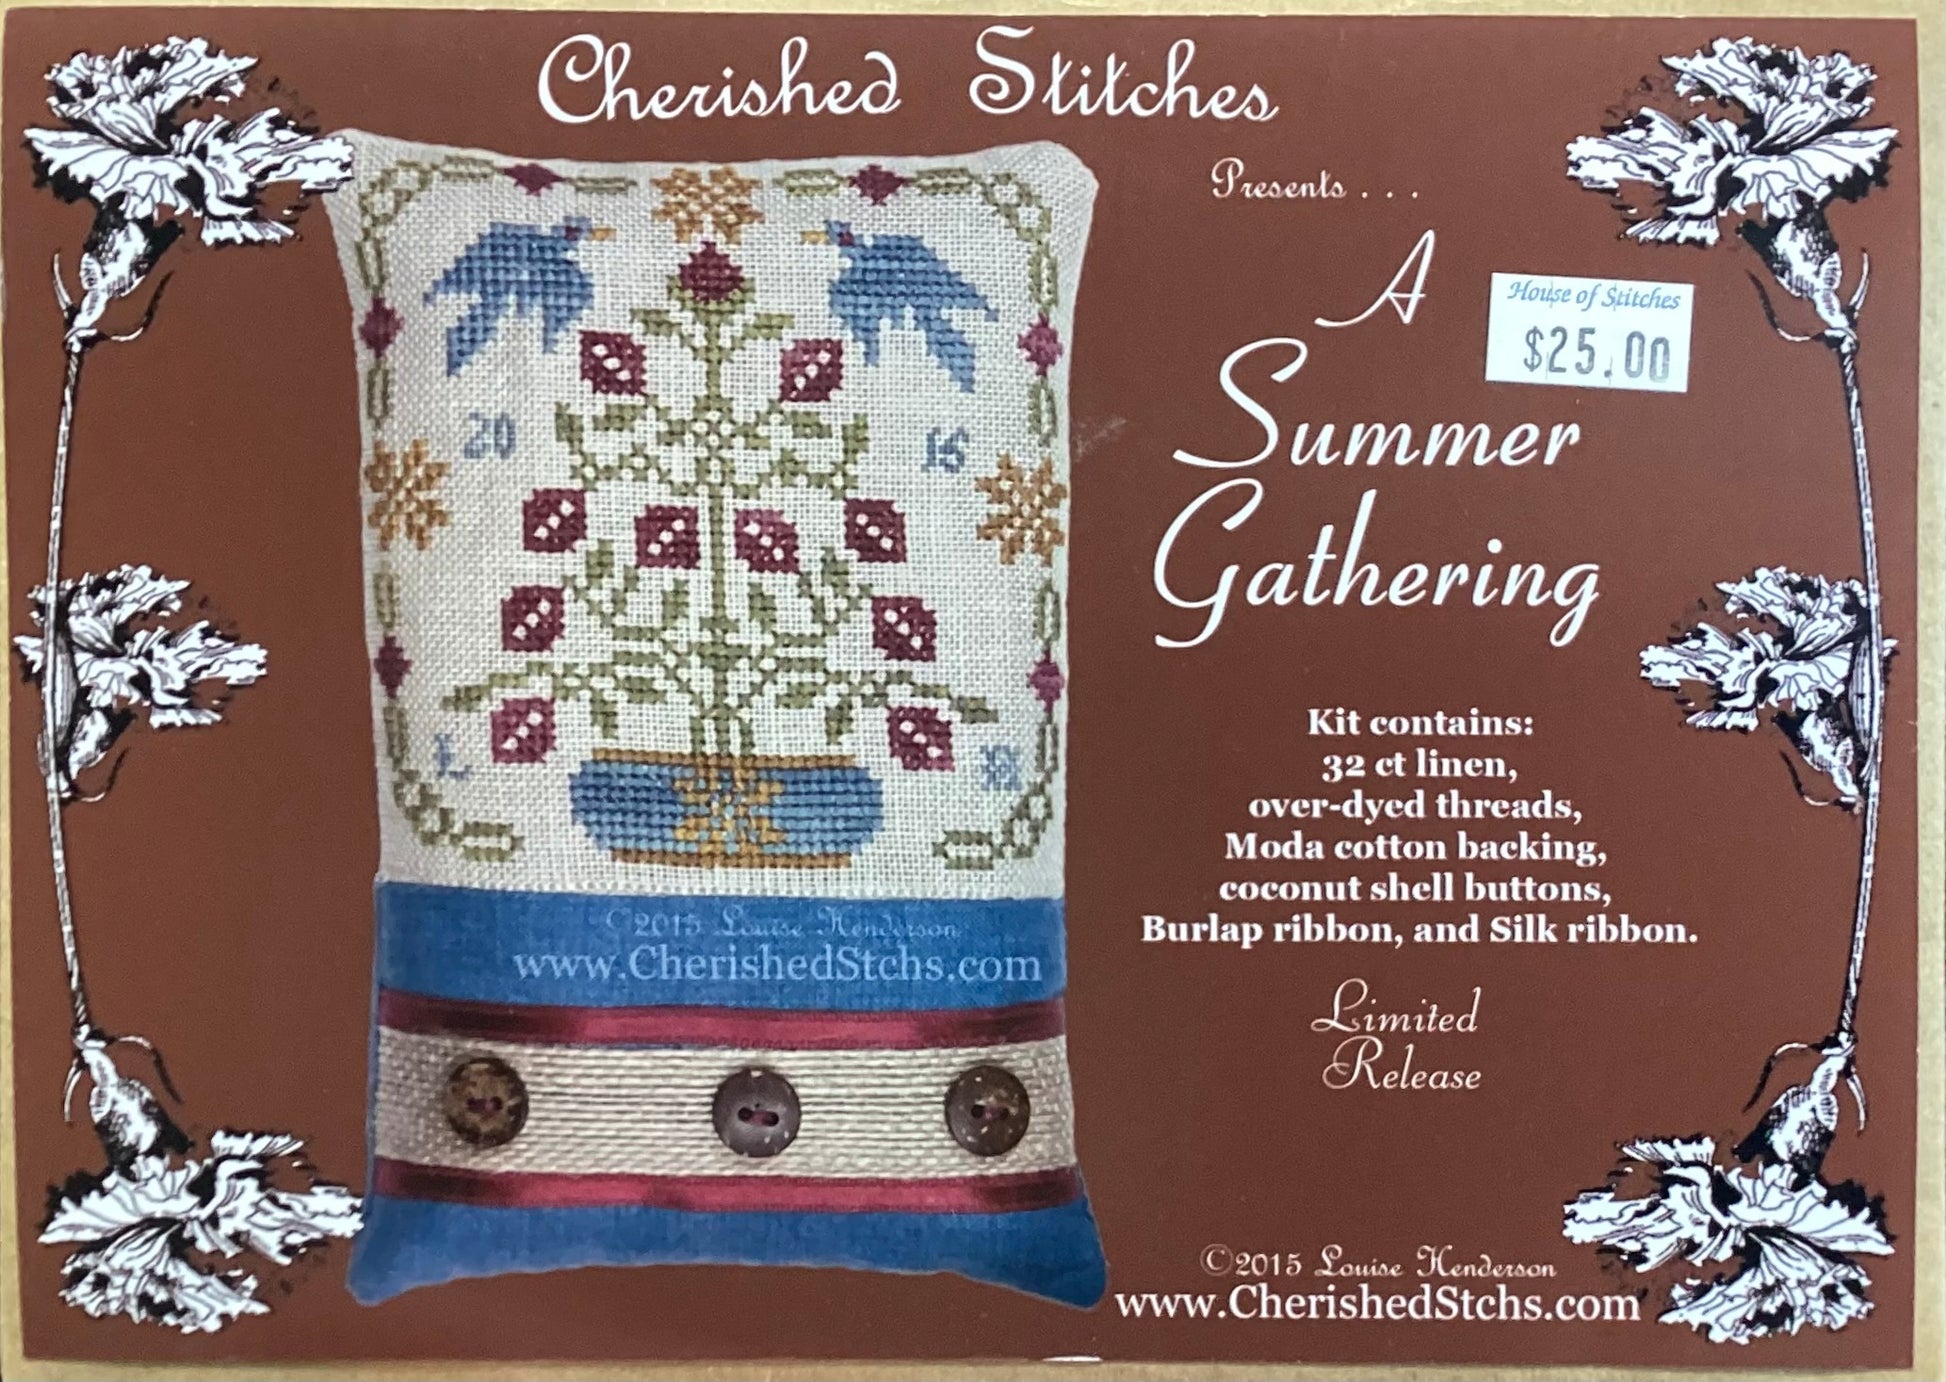 Cherished Stitches
Presents . . .
A
Summer
Gathering
House of Stitches
$25.00
20 15
L H
Kit contains:
32 ct linen,
over-dyed threads,
Moda cotton backing,
coconut shell buttons,
Burlap ribbon, and Silk ribbon.
Limited
Release
©2015 Louise Henderson
www.CherishedStchs.com
©2015 Louise Henderson
www.CherishedStchs.com